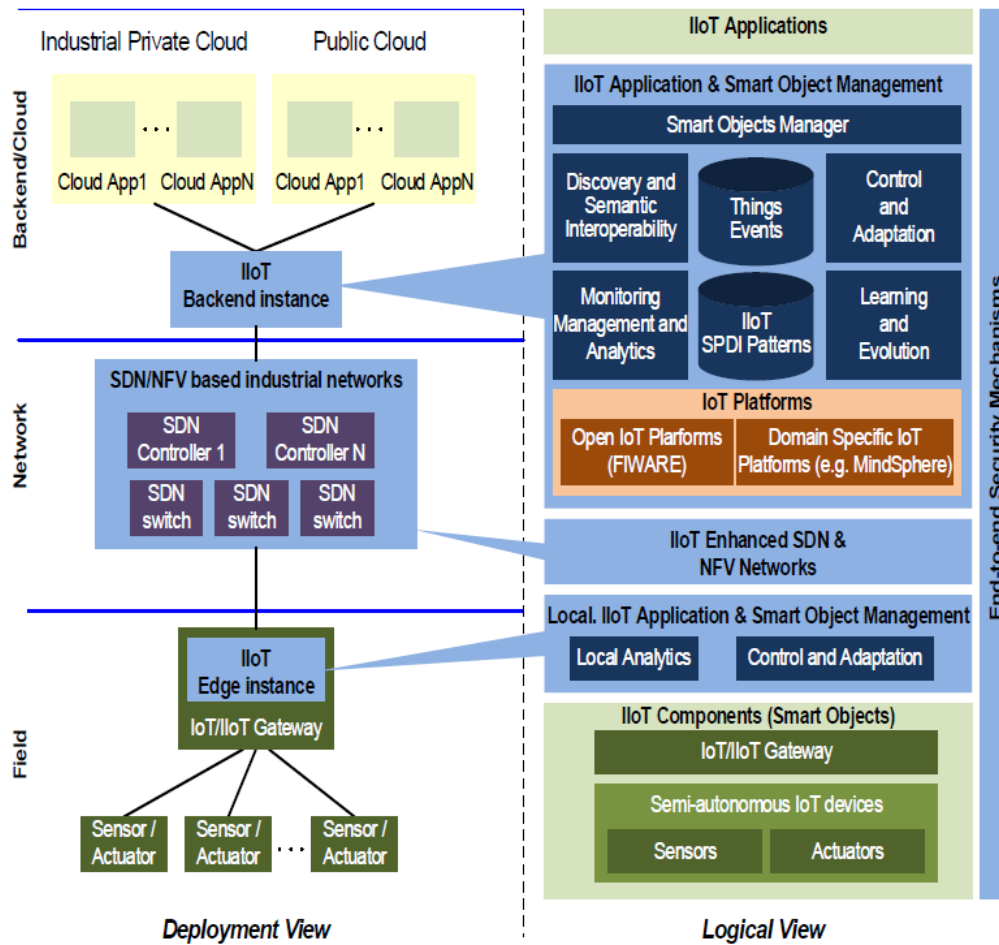 Industrial Private Cloud
Public Cloud
Backend/Cloud
...
...
Cloud App1
Cloud AppN
Cloud App1
Cloud AppN
IIoT
Backend instance
Network
SDN/NFV based industrial networks
SDN
Controller 1
SDN
Controller N
SDN
switch
SDN
switch
SDN
switch
Field
IIoT
Edge instance
IoT/IIoT Gateway
Sensor /
Actuator
Sensor /
Actuator
...
Sensor /
Actuator
Deployment View
IIoT Applications
IIoT Application & Smart Object Management
Smart Objects Manager
Discovery and
Semantic
Interoperability
Things
Events
Control
and
Adaptation
Monitoring
Management and
Analytics
IIoT
SPDI Patterns
Learning
and
Evolution
IoT Platforms
Open IoT Plarforms
(FIWARE)
Domain Specific IoT
Platforms (e.g. MindSphere)
IIoT Enhanced SDN &
NFV Networks
Local. IIoT Application & Smart Object Management
Local Analytics
Control and Adaptation
IIoT Components (Smart Objects)
IoT/IIoT Gateway
Semi-autonomous IoT devices
Sensors
Actuators
Logical View
End-to-end Security Mechanisms